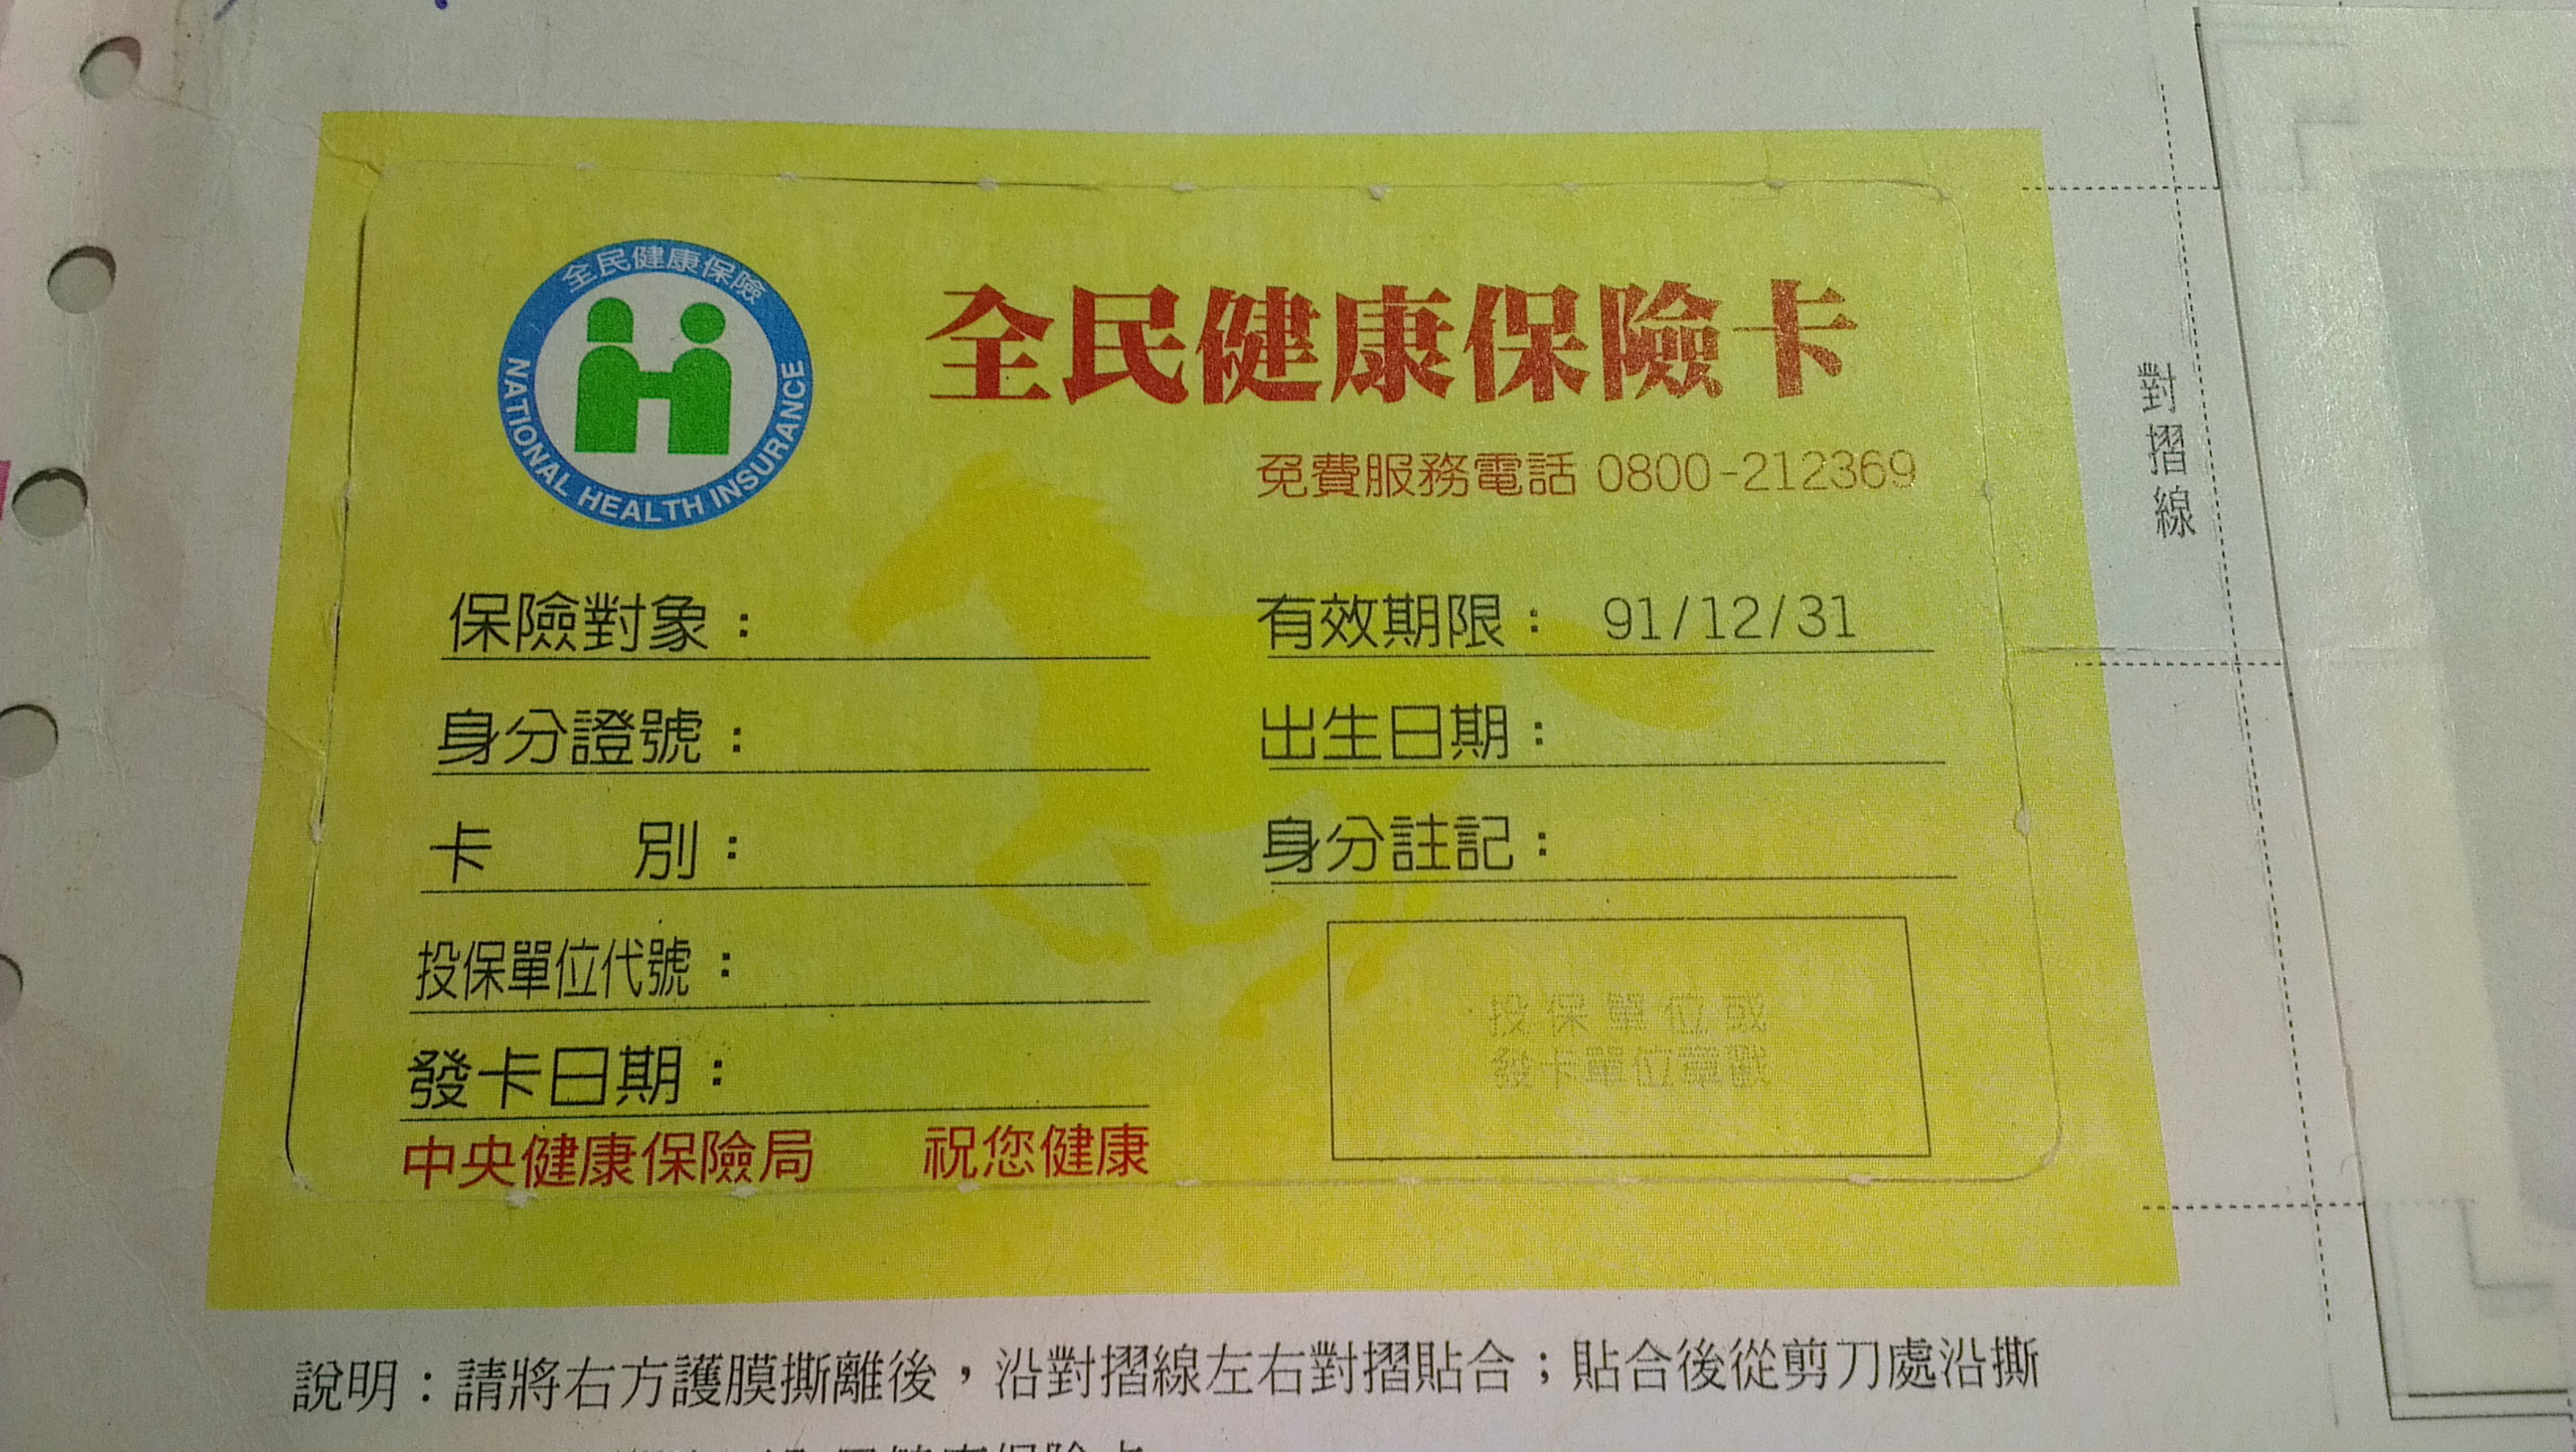 全民健康保險
NATIONAL HEALTH INSURANCE
全民健康保險卡
免費服務電話 0800-212369
保險對象：
有效期限： 91/12/31
身分證號：
出生日期：
卡 別：
身分註記：
投保單位代號：
發卡日期：
投保單位或
發卡單位章戳
中央健康保險局 祝您健康
對摺線
說明：請將右方護膜撕離後，沿對摺線左右對摺貼合；貼合後從剪刀處沿撕